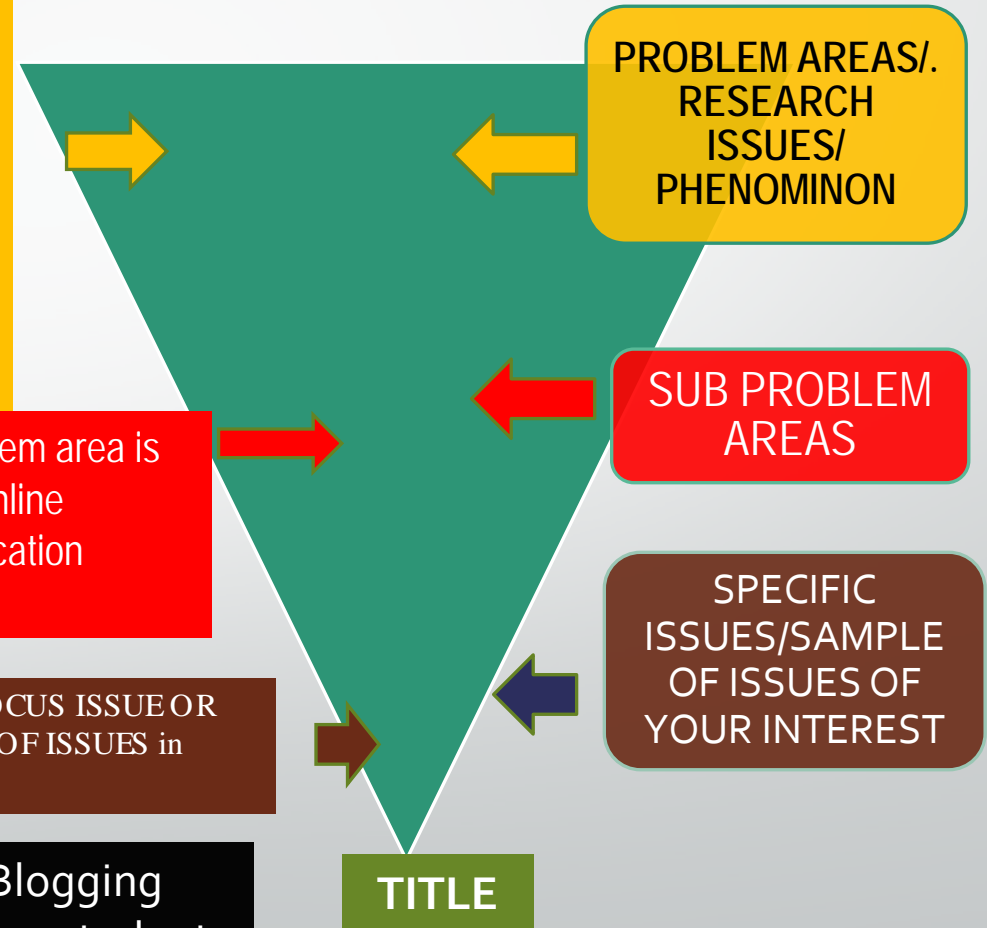 PROBLEM AREAS/.
RESEARCH
ISSUES/
PHENOMINON
SUB PROBLEM
AREAS
em area is
nline
cation
SPECIFIC
ISSUES/SAMPLE
OF ISSUES OF
YOUR INTEREST
OCUS ISSUE OR
OF ISSUES in
Blogging
TITLE